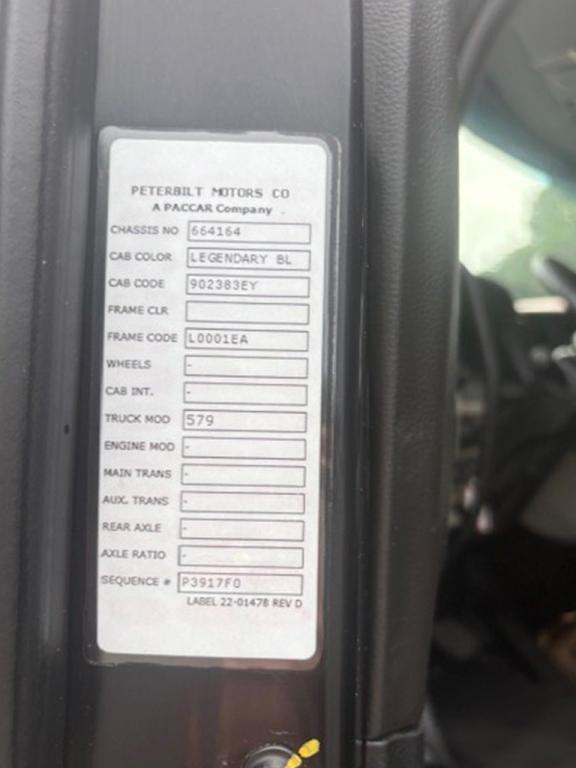 PETERBILT MOTORS CO
A PACCAR Company
CHASSIS NO 664164
CAB COLOR LEGENDARY BL
CAB CODE 902383EY
FRAME CLR
FRAME CODE L0001EA
WHEELS -
CAB INT. -
TRUCK MOD 579
ENGINE MOD -
MAIN TRANS -
AUX. TRANS -
REAR AXLE -
AXLE RATIO -
SEQUENCE # P3917F0
LABEL 22-01478 REV D